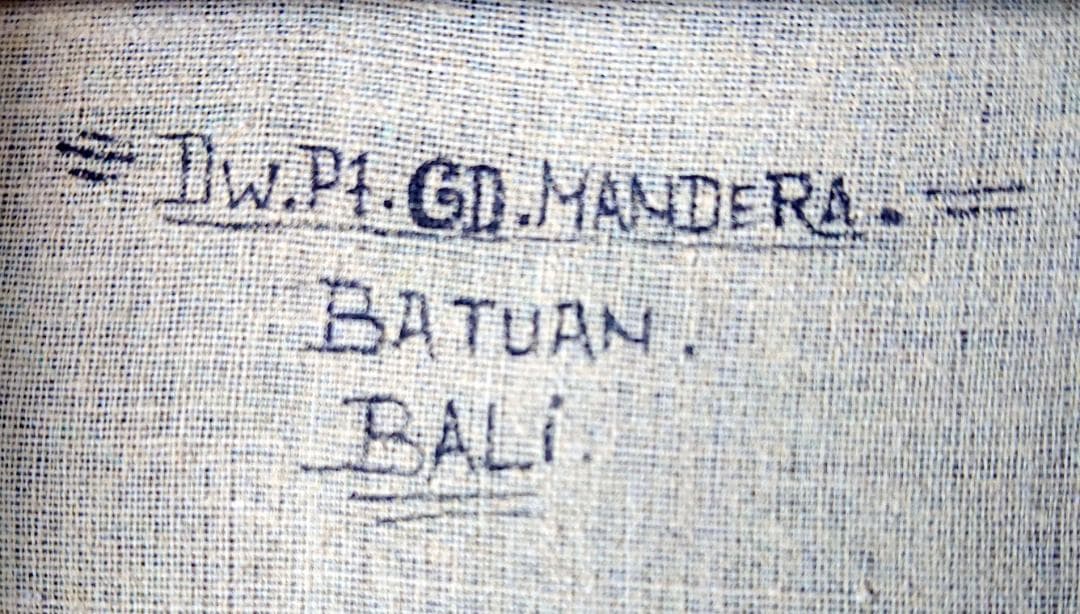 = Dw.Pt.GD.MANDERA. =
BATUAN.
BALi.